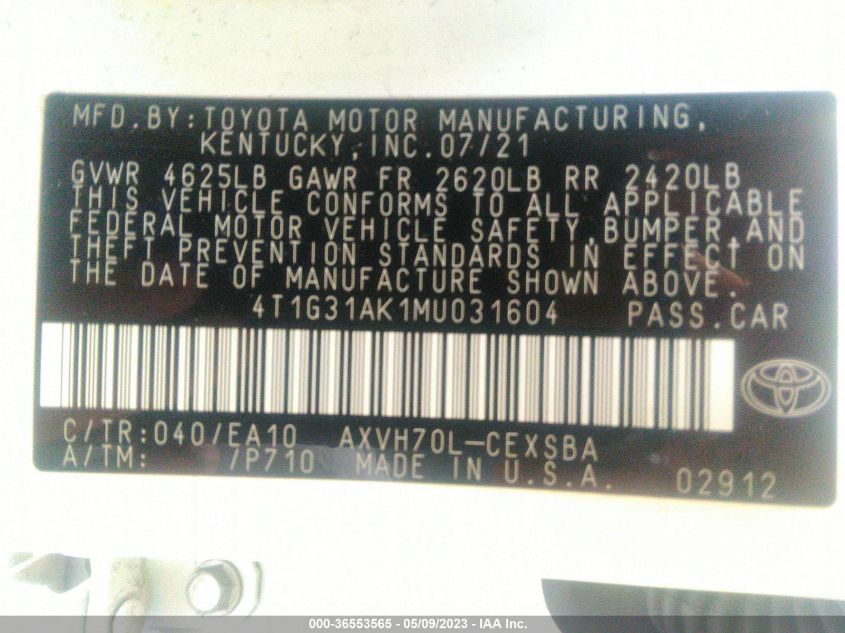 MFD.BY:TOYOTA MOTOR MANUFACTURING,
KENTUCKY,INC.07/21
GVWR 4625LB GAWR FR 2620LB RR 2420LB
THIS VEHICLE CONFORMS TO ALL APPLICABLE
FEDERAL MOTOR VEHICLE SAFETY,BUMPER,AND
THEFT PREVENTION STANDARDS IN EFFECT ON
THE DATE OF MANUFACTURE SHOWN ABOVE.
4T1G31AK1MU031604 PASS.CAR
C/TR:040/EA10 AXVH70L-CEXSBA
A/TM: /P710 MADE IN U.S.A. 02912
000-36553565 - 05/09/2023 - IAA Inc.